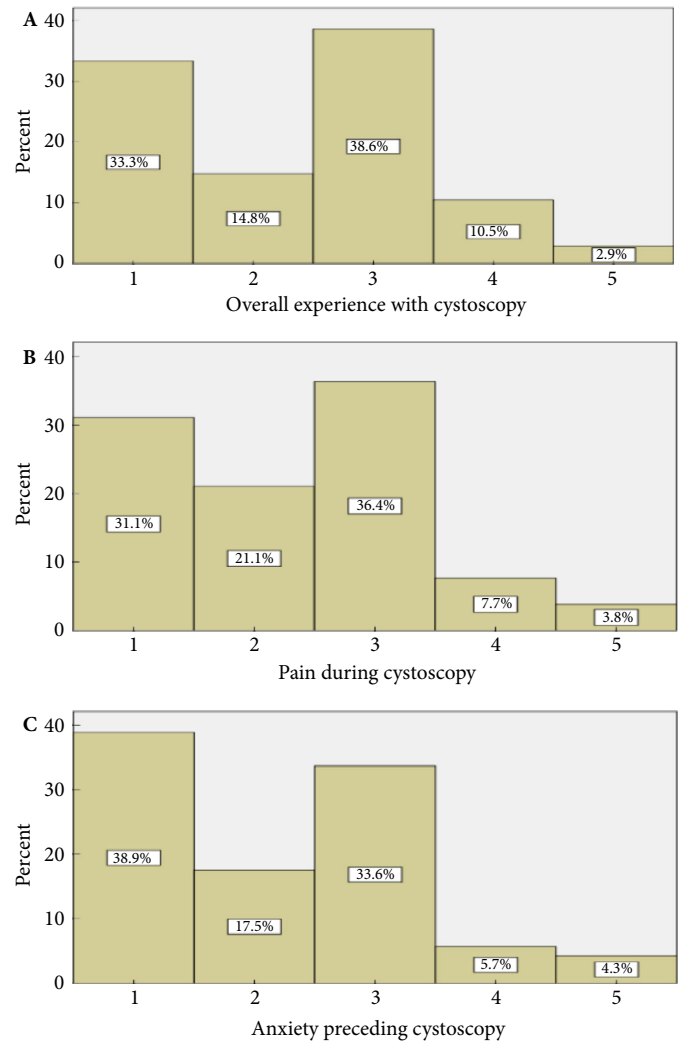 A
40
30
20
10
0
Percent
33.3%
14.8%
38.6%
10.5%
2.9%
1 2 3 4 5
Overall experience with cystoscopy
B
40
30
20
10
0
Percent
31.1%
21.1%
36.4%
7.7%
3.8%
1 2 3 4 5
Pain during cystoscopy
C
40
30
20
10
0
Percent
38.9%
17.5%
33.6%
5.7%
4.3%
1 2 3 4 5
Anxiety preceding cystoscopy